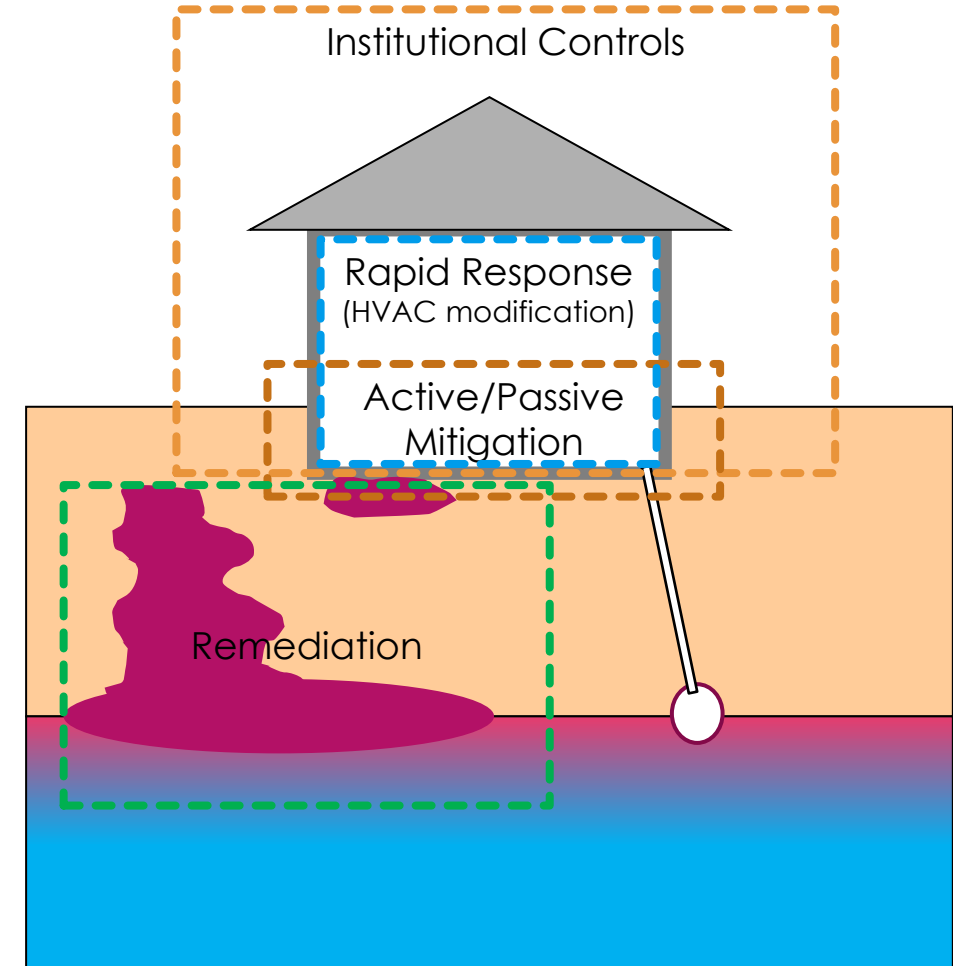 Institutional Controls
Rapid Response
(HVAC modification)
Active/Passive
Mitigation
Remediation